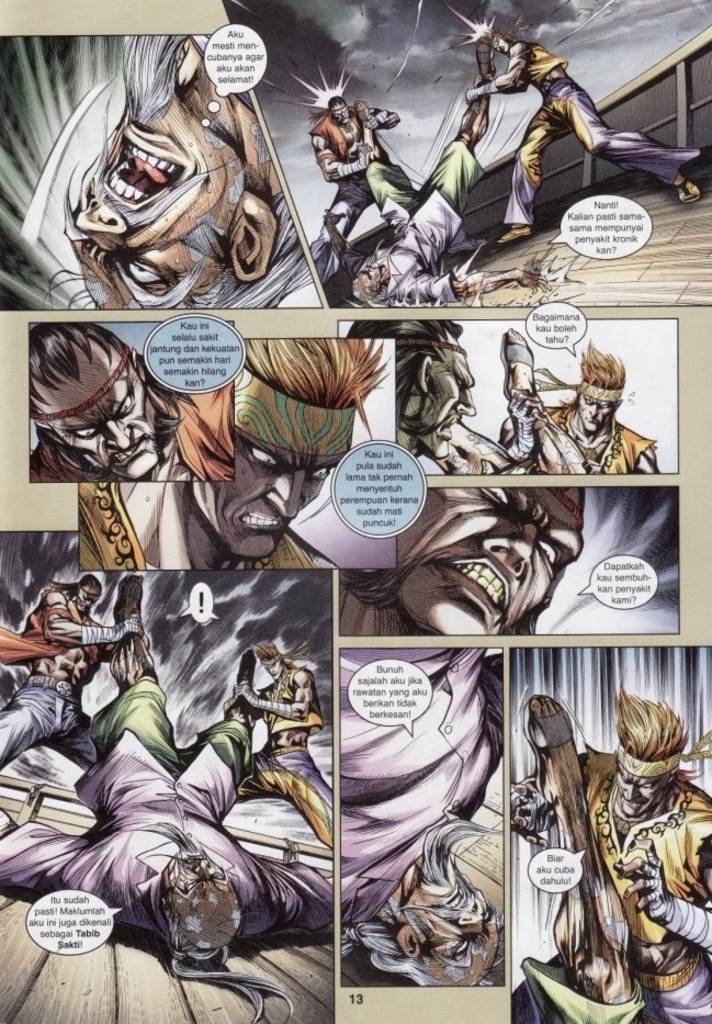 Aku
mesti men-
cubanya agar
aku akan
selamat!
Nanti!
Kalian pasti sama-
sama mempunyai
penyakit kronik
kan?
Kau ini
selalu sakit
jantung dan kekuatan
pun semakin hari
semakin hilang
kan?
Kau ini
pula sudah
tak pernah
menyentuh
perempuan kerana
sudah mati
puncuk!
Bagaimana
kau boleh
tahu?
Dapatkah
kau sembuh-
kan penyakit
kami?
!
Itu sudah
pasti! Maklumlah
aku ini juga dikenali
sebagai Tabib
Sakti!
Bunuh
sajalah aku jika
rawatan yang aku
berikan tidak
berkesan!
Biar
aku cuba
dahulu!
13